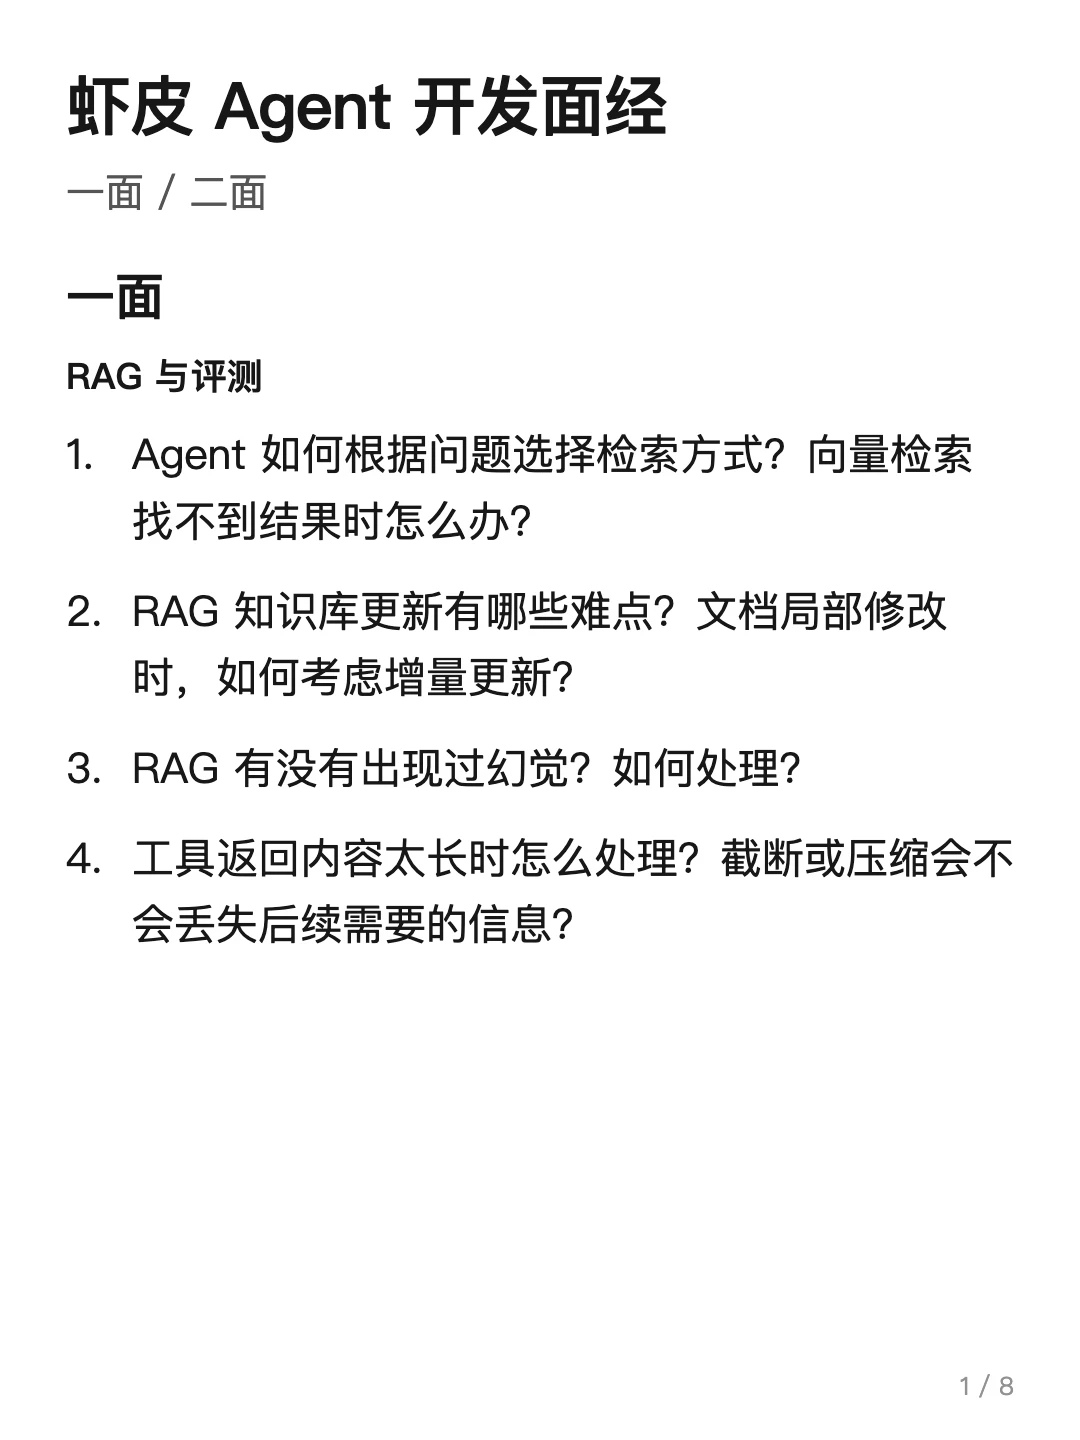 虾皮 Agent 开发面经
一面 / 二面
一面
RAG 与评测
1. Agent 如何根据问题选择检索方式？向量检索
找不到结果时怎么办？
2. RAG 知识库更新有哪些难点？文档局部修改
时，如何考虑增量更新？
3. RAG 有没有出现过幻觉？如何处理？
4. 工具返回内容太长时怎么处理？截断或压缩会不
会丢失后续需要的信息？
1 / 8